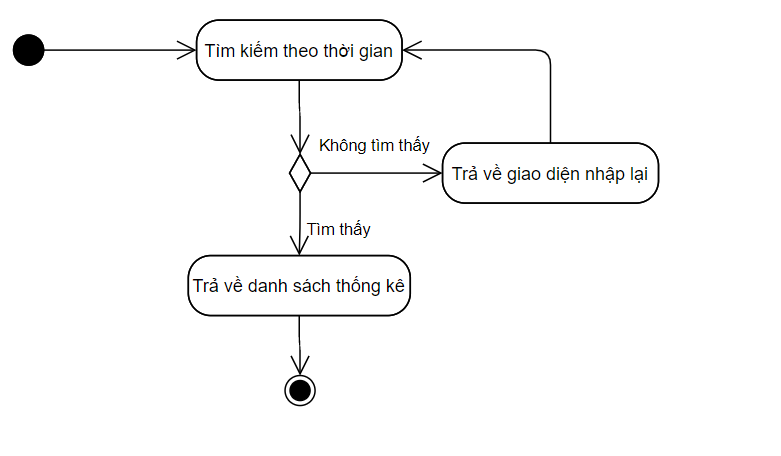 Tìm kiếm theo thời gian
Không tìm thấy
Trả về giao diện nhập lại
Tìm thấy
Trả về danh sách thống kê